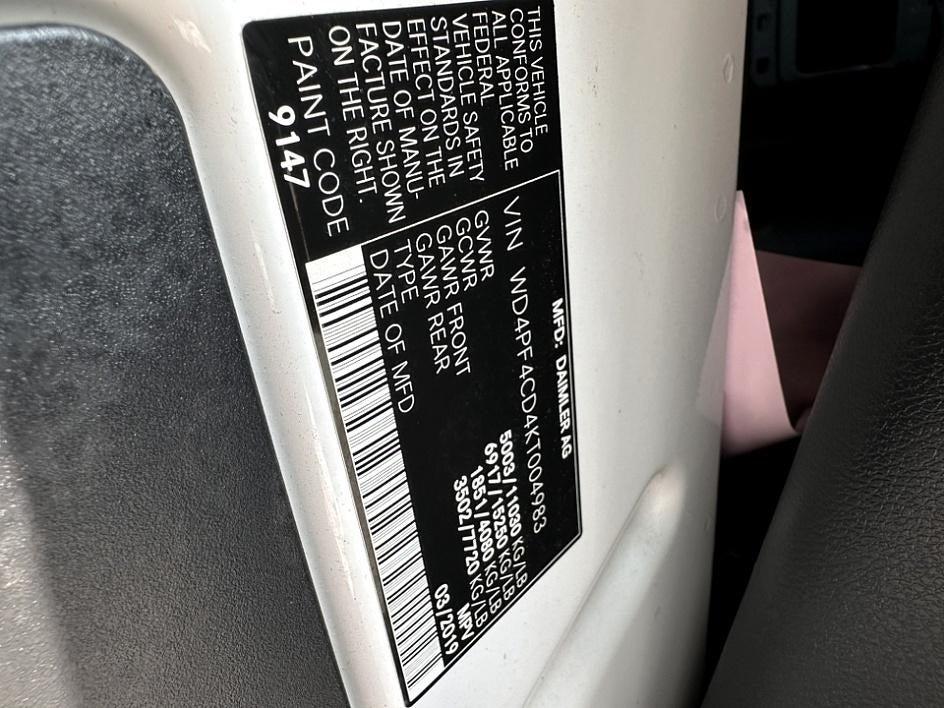 THIS VEHICLE
CONFORMS TO
ALL APPLICABLE
FEDERAL
VEHICLE SAFETY
STANDARDS IN
EFFECT ON THE
DATE OF MANU-
FACTURE SHOWN
ON THE RIGHT.
PAINT CODE
9147
MFD: DAIMLER AG
VIN WD4PF4CD4KT004983
GVWR 5003/11030 KG/LB
GCWR 6917/15250 KG/LB
GAWR FRONT 1851/4080 KG/LB
GAWR REAR 3502/7720 KG/LB
TYPE MPV
DATE OF MFD 03/2019